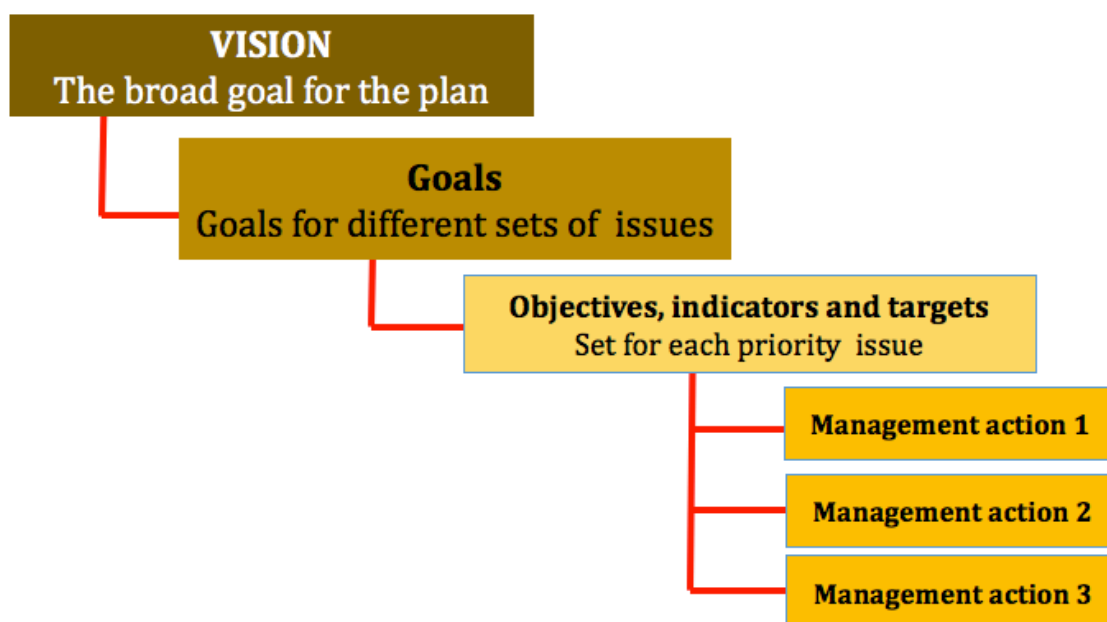 VISION
The broad goal for the plan
Goals
Goals for different sets of issues
Objectives, indicators and targets
Set for each priority issue
Management action 1
Management action 2
Management action 3